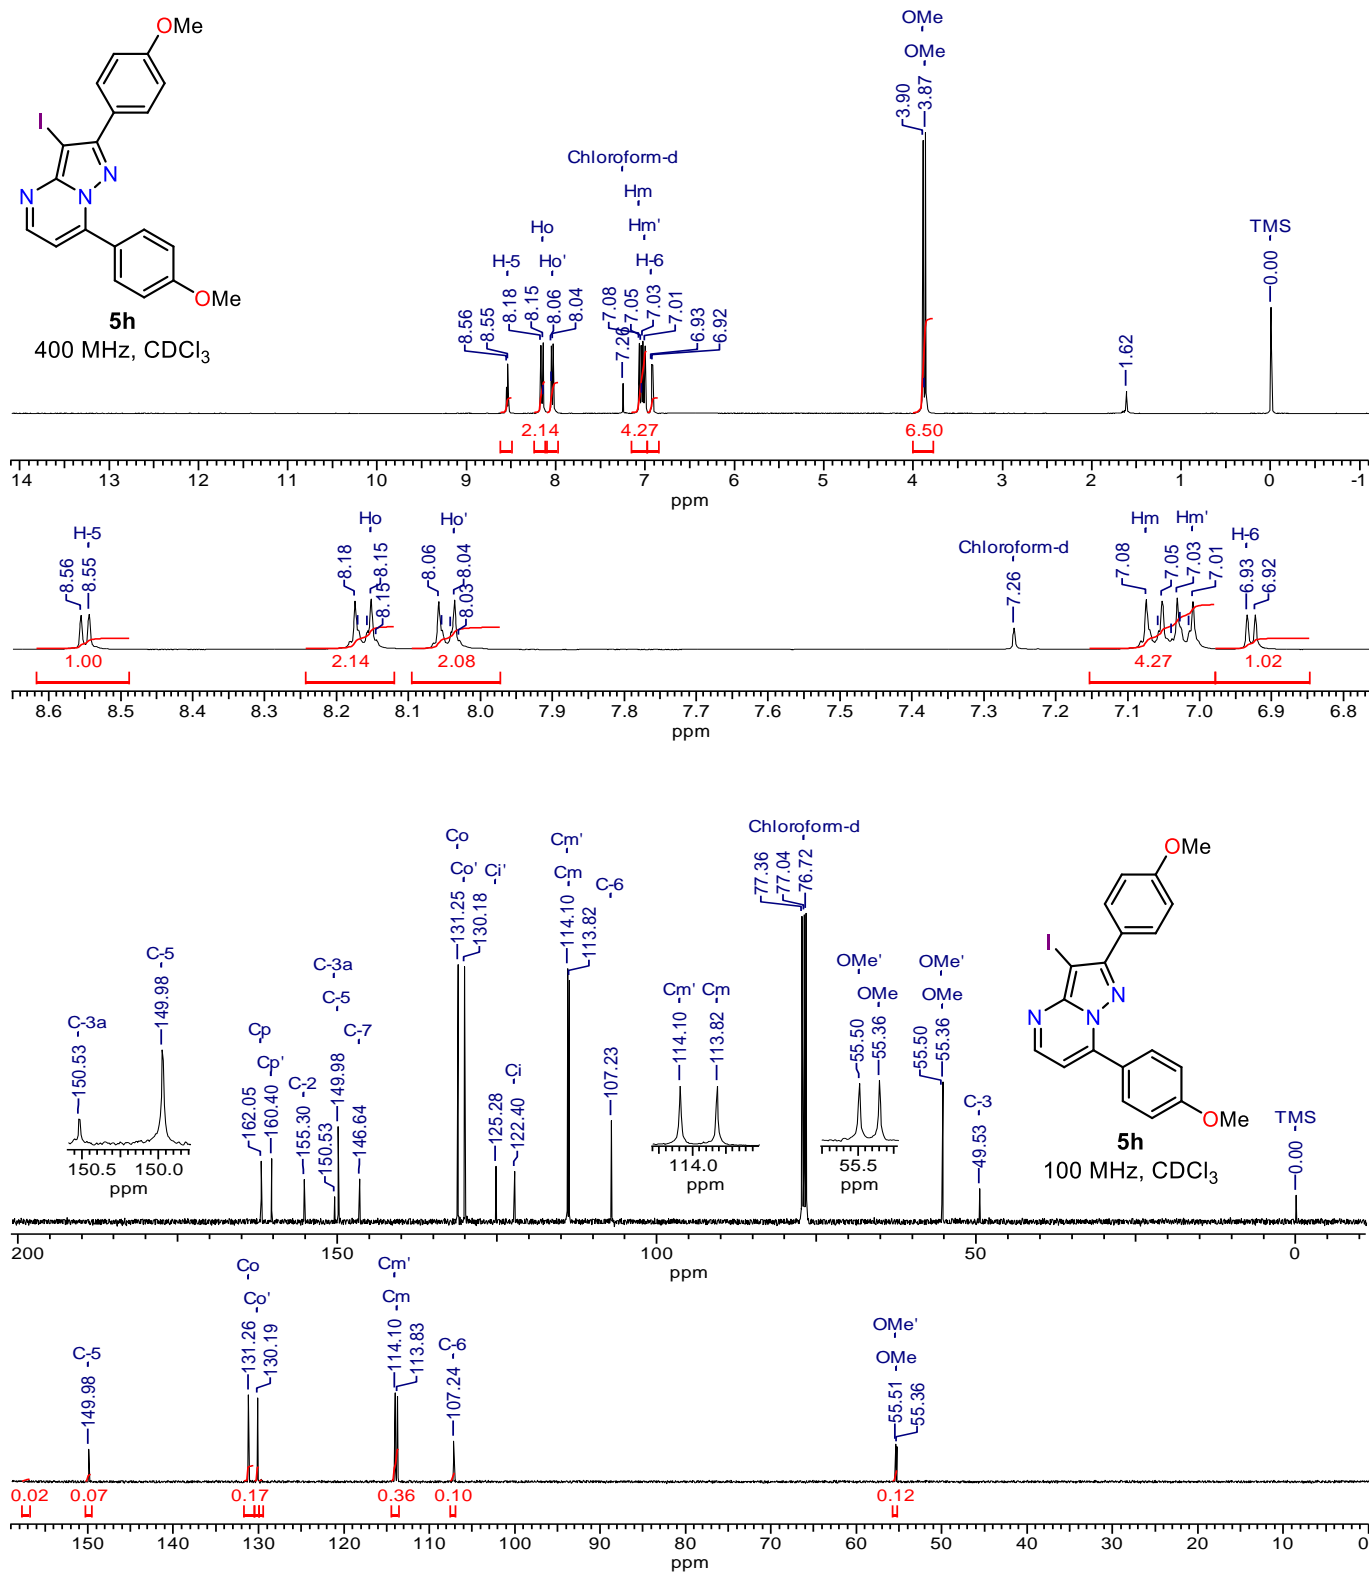 OMe
I
N
N
N
OMe
5h
400 MHz, CDCl3
OMe
OMe
3.90
3.87
Chloroform-d
Hm
Hm'
H-6
Ho
Ho'
H-5
TMS
8.56
8.55
8.18
8.15
8.06
8.04
7.26
7.08
7.05
7.03
7.01
6.93
6.92
1.62
0.00
2.14
4.27
6.50
14 13 12 11 10 9 8 7 6 5 4 3 2 1 0 -1
ppm
H-5
Ho
Ho'
Chloroform-d
Hm
Hm'
H-6
8.56
8.55
8.18
8.15
8.15
8.06
8.04
8.03
7.26
7.08
7.05
7.03
7.01
6.93
6.92
1.00
2.14
2.08
4.27
1.02
8.6 8.5 8.4 8.3 8.2 8.1 8.0 7.9 7.8 7.7 7.6 7.5 7.4 7.3 7.2 7.1 7.0 6.9 6.8
ppm
C-3a
150.53
C-5
149.98
150.5 150.0
ppm
Cp
Cp'
C-2
C-3a
C-5
C-7
Co
Co'
Ci'
Ci
Cm'
Cm
C-6
Chloroform-d
162.05
160.40
155.30
150.53
149.98
146.64
131.25
130.18
125.28
122.40
114.10
113.82
107.23
77.36
77.04
76.72
Cm' Cm
114.10
113.82
114.0
ppm
OMe'
OMe
55.50
55.36
55.5
ppm
OMe'
OMe
55.50
55.36
C-3
49.53
TMS
0.00
OMe
I
N
N
N
OMe
5h
100 MHz, CDCl3
200 150 100 50 0
ppm
C-5
Co
Co'
Cm'
Cm
C-6
OMe'
OMe
149.98
131.26
130.19
114.10
113.83
107.24
55.51
55.36
0.02
0.07
0.17
0.36
0.10
0.12
150 140 130 120 110 100 90 80 70 60 50 40 30 20 10 0
ppm